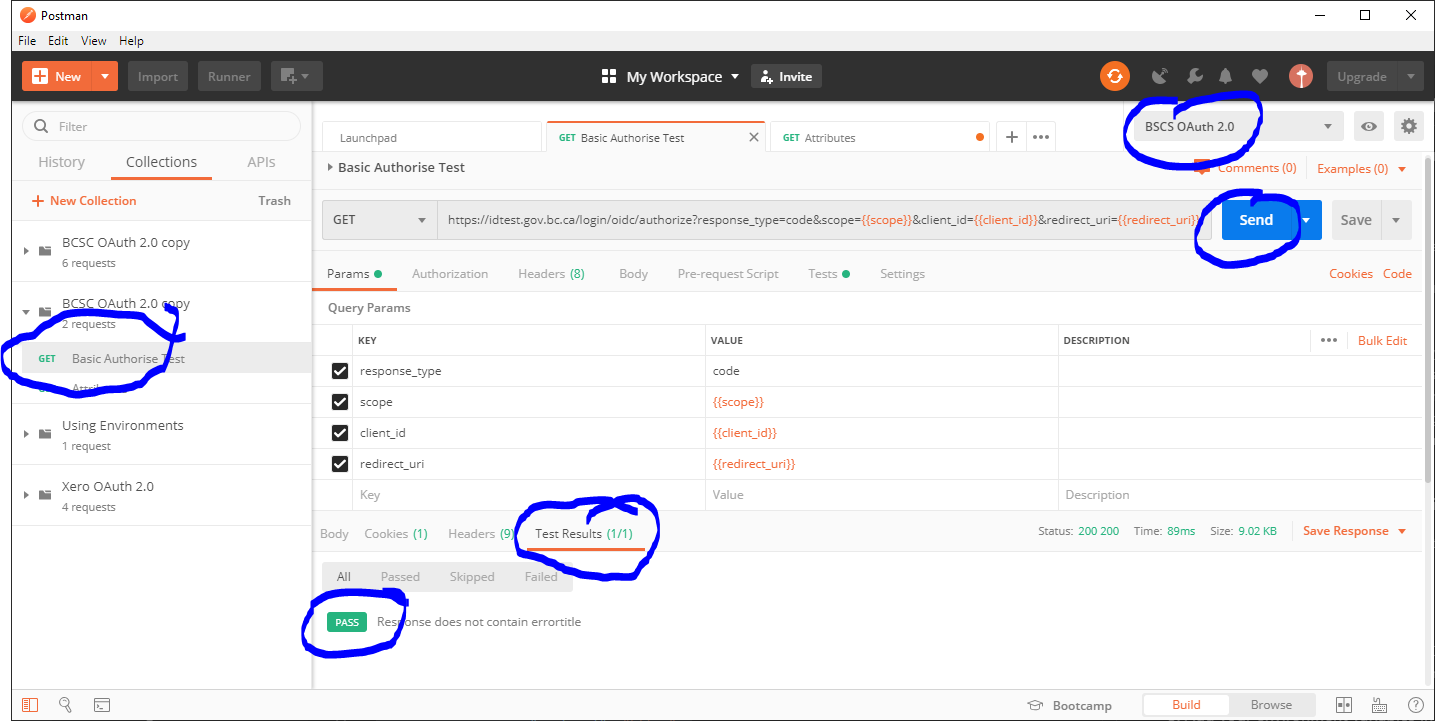 Postman
File Edit View Help
New Import Runner My Workspace Invite Upgrade
Filter
History Collections APIs
New Collection Trash
BCSC OAuth 2.0 copy
6 requests
BCSC OAuth 2.0 copy
2 requests
GET Basic Authorise Test
Using Environments
1 request
Xero OAuth 2.0
4 requests
Launchpad GET Basic Authorise Test GET Attributes BSCS OAuth 2.0
Basic Authorise Test Comments (0) Examples (0)
GET https://idtest.gov.bc.ca/login/oidc/authorize?response_type=code&scope={{scope}}&client_id={{client_id}}&redirect_uri={{redirect_uri}} Send Save
Params Authorization Headers (8) Body Pre-request Script Tests Settings Cookies Code
Query Params
KEY VALUE DESCRIPTION Bulk Edit
response_type code
scope {{scope}}
client_id {{client_id}}
redirect_uri {{redirect_uri}}
Key Value Description
Body Cookies (1) Headers (9) Test Results (1/1) Status: 200 200 Time: 89ms Size: 9.02 KB Save Response
All Passed Skipped Failed
PASS Response does not contain errortitle
Bootcamp Build Browse